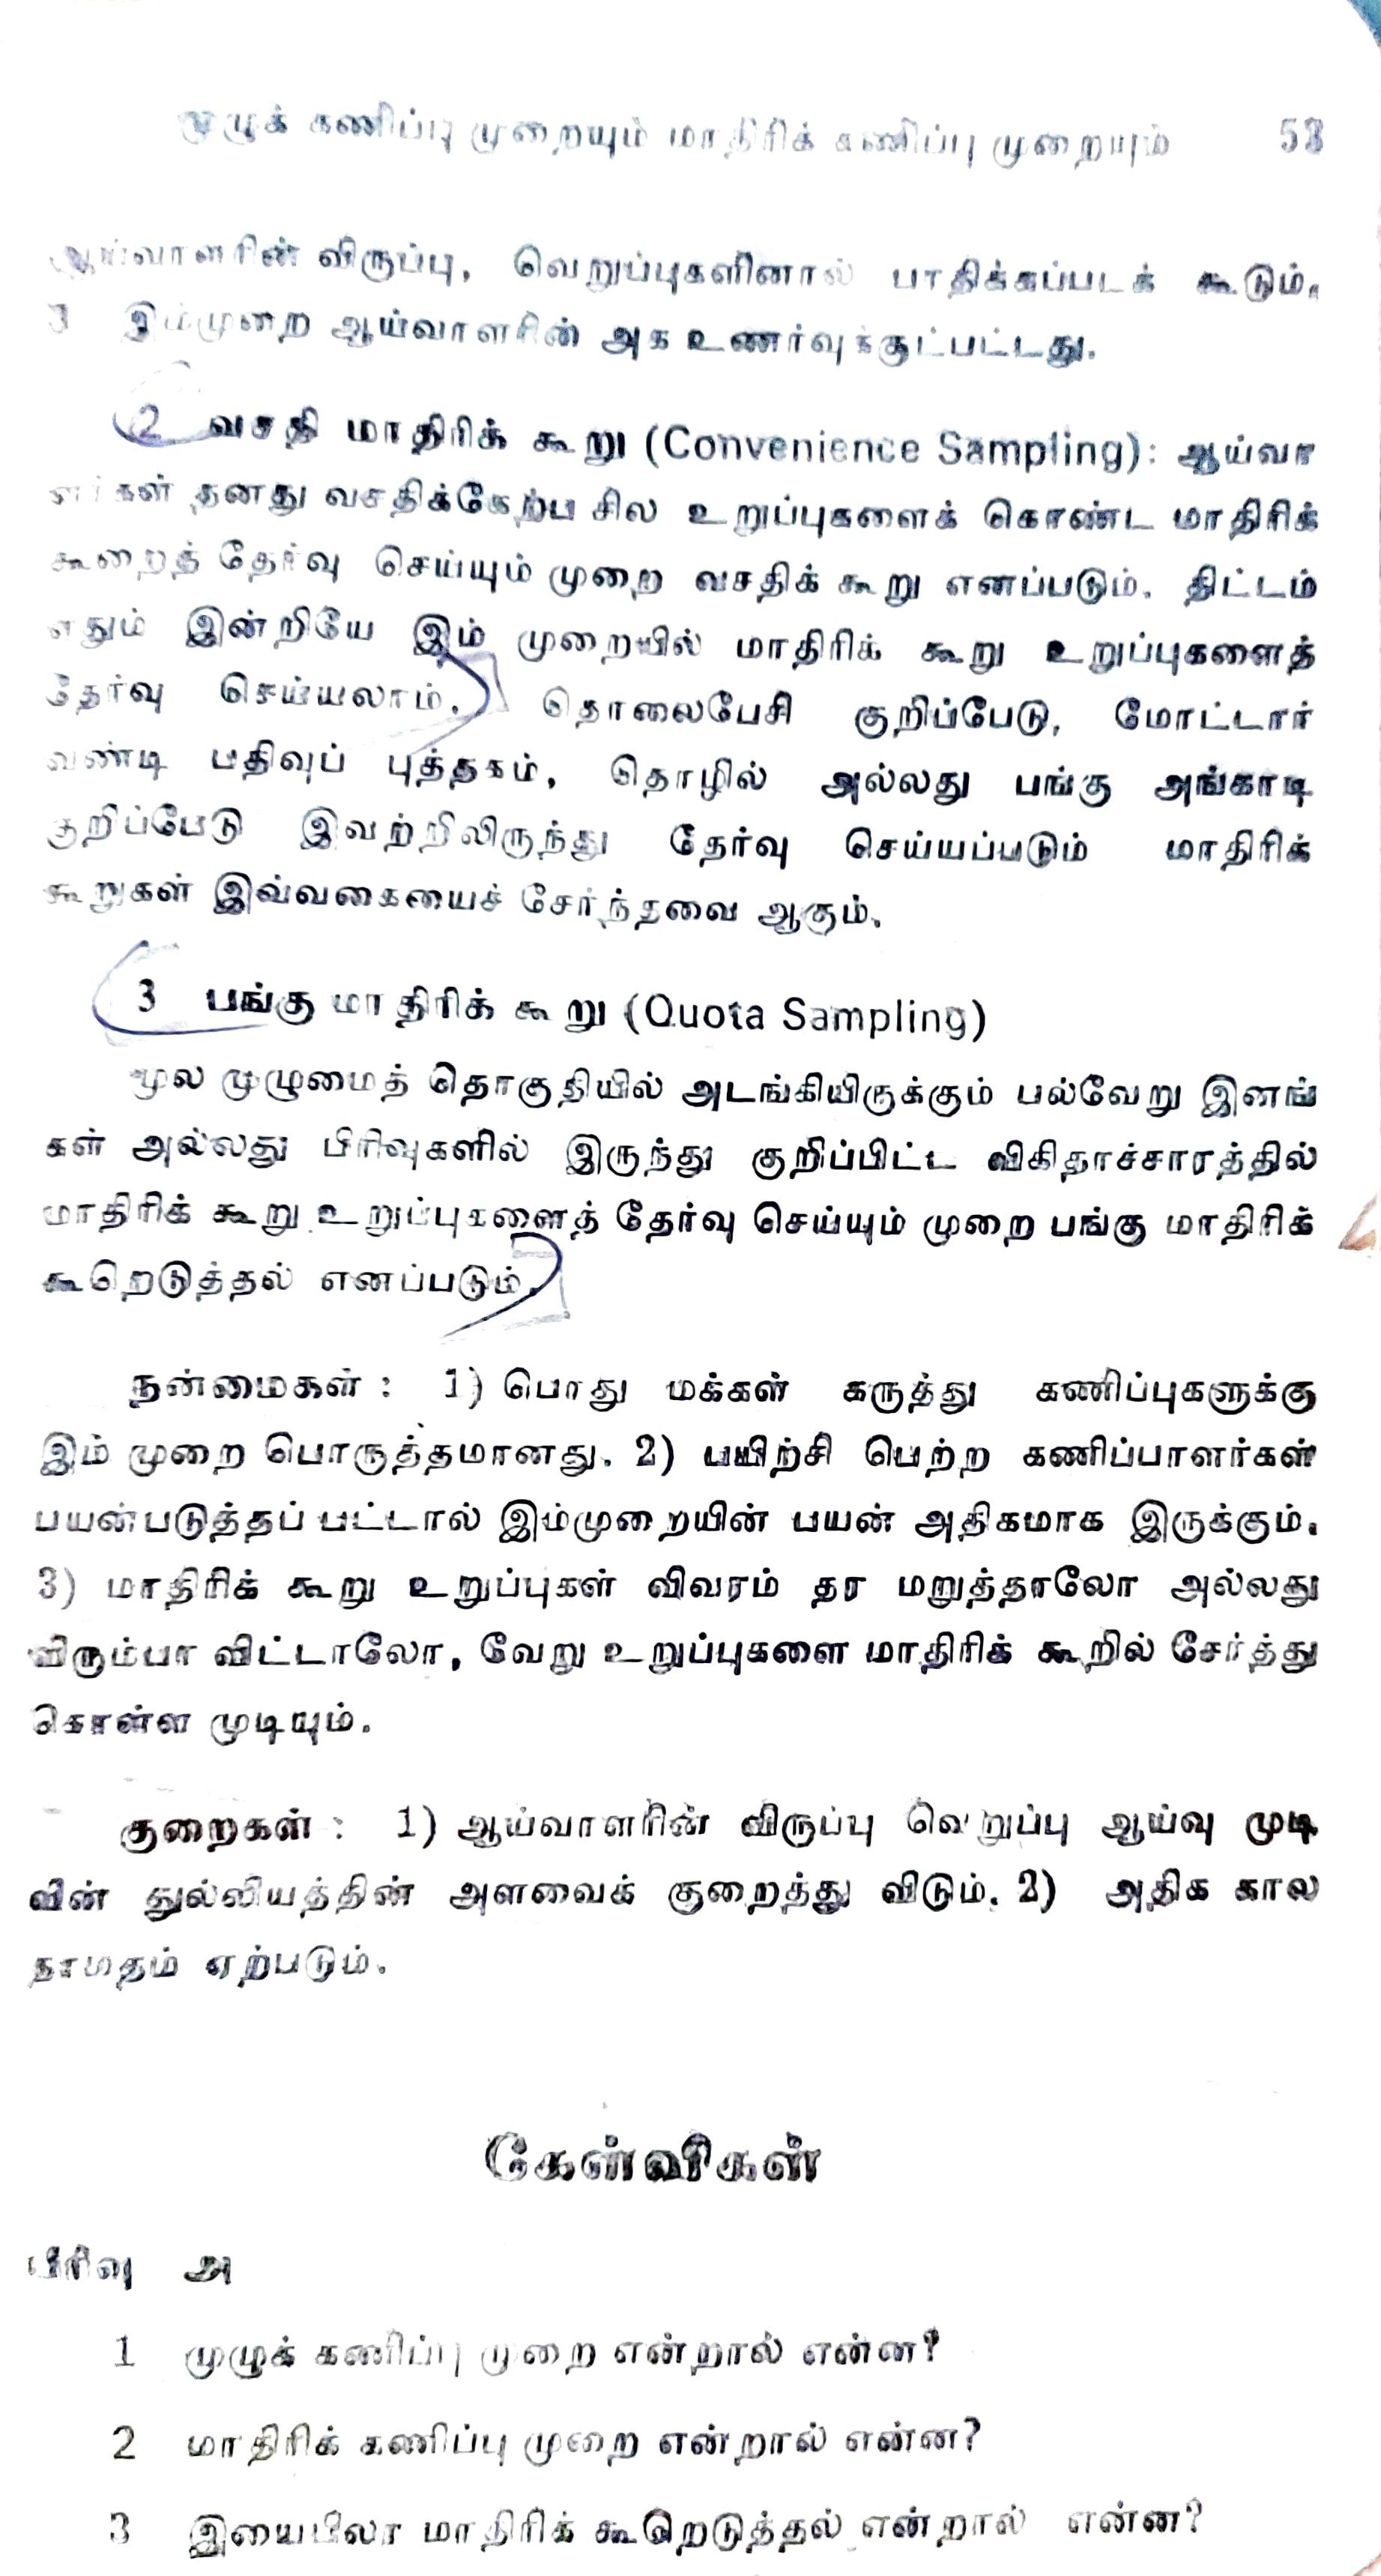 முழுக் கணிப்பு முறையும் மாதிரிக் கணிப்பு முறையும் 53
ஆய்வாளரின் விருப்பு, வெறுப்புகளினால் பாதிக்கப்படக் கூடும்.
3 இம்முறை ஆய்வாளரின் அக உணர்வுக்குட்பட்டது.
2 வசதி மாதிரிக் கூறு (Convenience Sampling): ஆய்வா
ளர்கள் தனது வசதிக்கேற்ப சில உறுப்புகளைக் கொண்ட மாதிரிக்
கூறைத் தேர்வு செய்யும் முறை வசதிக் கூறு எனப்படும். திட்டம்
எதும் இன்றியே இம் முறையில் மாதிரிக் கூறு உறுப்புகளைத்
தேர்வு செய்யலாம். தொலைபேசி குறிப்பேடு, மோட்டார்
வண்டி பதிவுப் புத்தகம், தொழில் அல்லது பங்கு அங்காடி
குறிப்பேடு இவற்றிலிருந்து தேர்வு செய்யப்படும் மாதிரிக்
கூறுகள் இவ்வகையைச் சேர்ந்தவை ஆகும்.
3 பங்கு மாதிரிக் கூறு (Quota Sampling)
மூல முழுமைத் தொகுதியில் அடங்கியிருக்கும் பல்வேறு இனங்
கள் அல்லது பிரிவுகளில் இருந்து குறிப்பிட்ட விகிதாச்சாரத்தில்
மாதிரிக் கூறு உறுப்புகளைத் தேர்வு செய்யும் முறை பங்கு மாதிரிக்
கூறெடுத்தல் எனப்படும்.
நன்மைகள் : 1) பொது மக்கள் கருத்து கணிப்புகளுக்கு
இம் முறை பொருத்தமானது. 2) பயிற்சி பெற்ற கணிப்பாளர்கள்
பயன்படுத்தப் பட்டால் இம்முறையின் பயன் அதிகமாக இருக்கும்.
3) மாதிரிக் கூறு உறுப்புகள் விவரம் தர மறுத்தாலோ அல்லது
விரும்பா விட்டாலோ, வேறு உறுப்புகளை மாதிரிக் கூறில் சேர்த்து
கொள்ள முடியும்.
குறைகள் : 1) ஆய்வாளரின் விருப்பு வெறுப்பு ஆய்வு முடி
வின் துல்லியத்தின் அளவைக் குறைத்து விடும். 2) அதிக கால
தாமதம் ஏற்படும்.
கேள்விகள்
பிரிவு அ
1 முழுக் கணிப்பு முறை என்றால் என்ன?
2 மாதிரிக் கணிப்பு முறை என்றால் என்ன?
3 இயைபிலா மாதிரிக் கூறெடுத்தல் என்றால் என்ன?